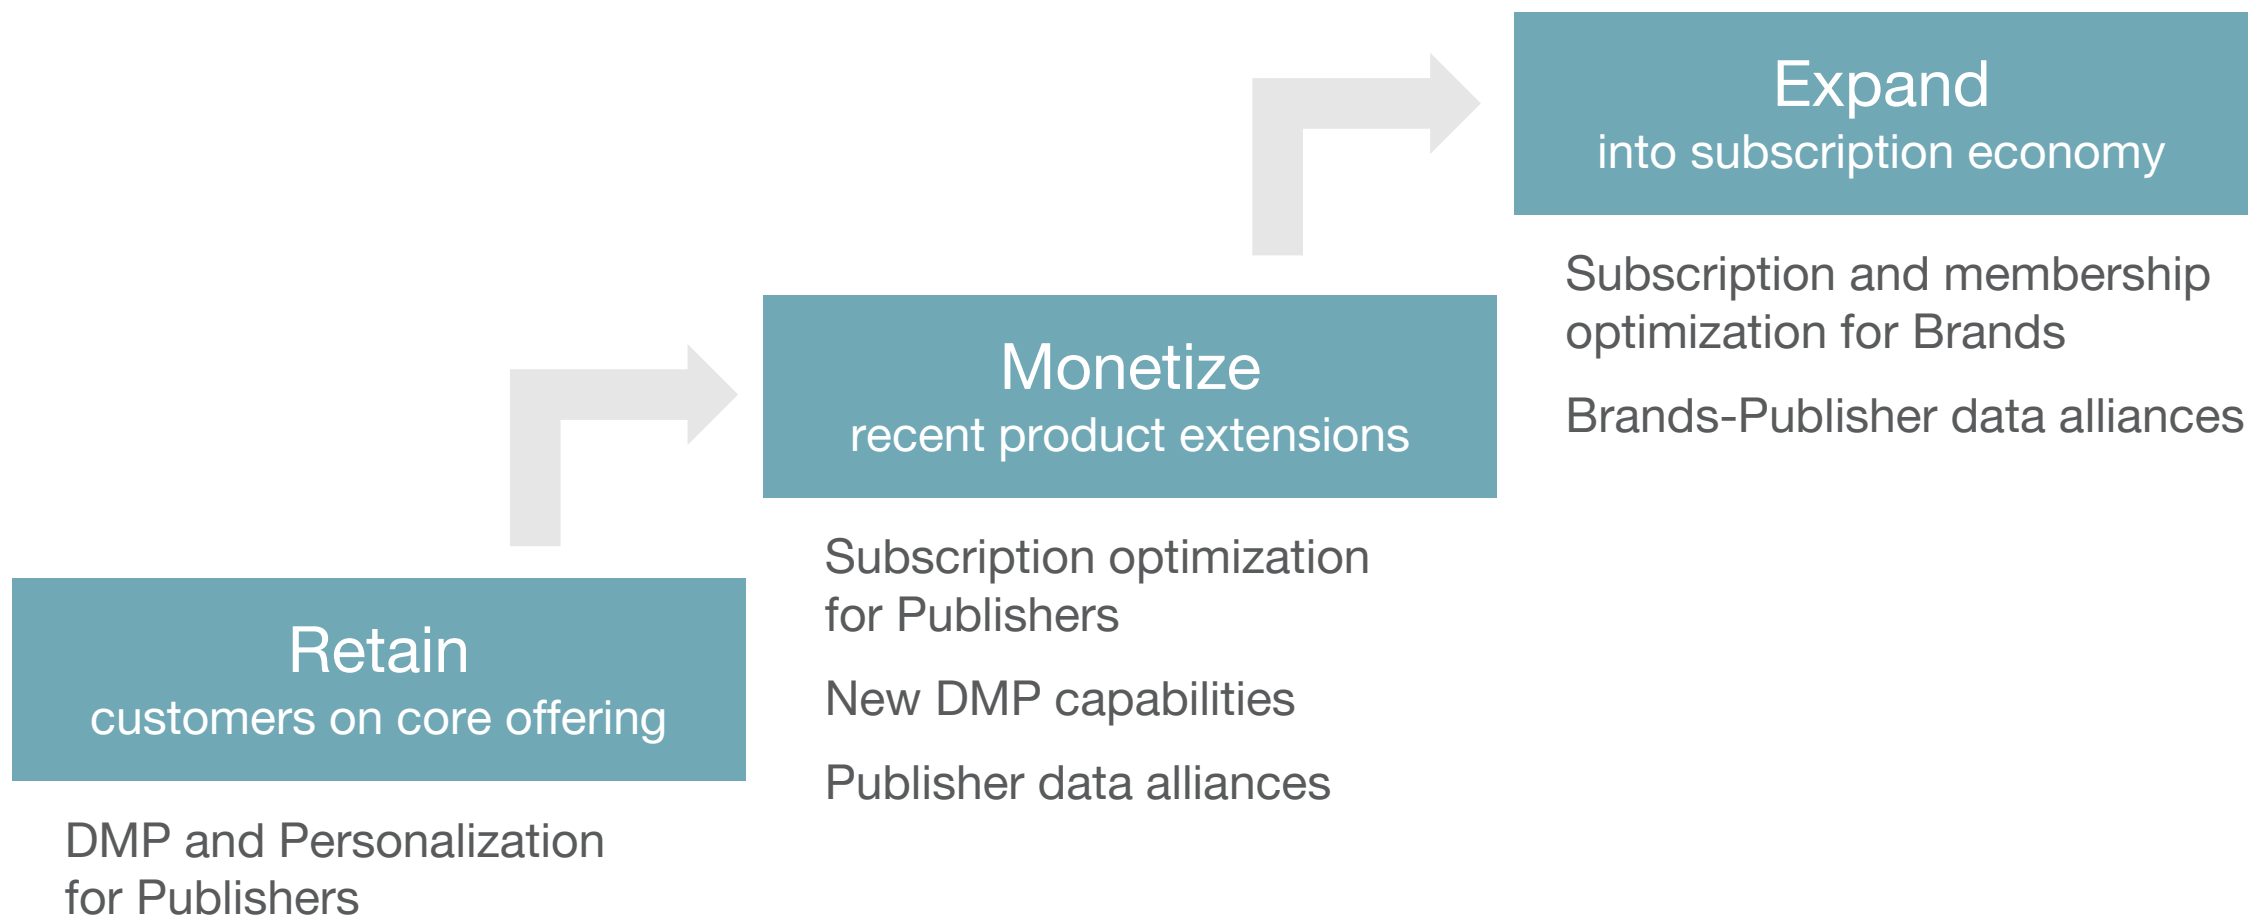 Retain
customers on core offering
DMP and Personalization
for Publishers
Monetize
recent product extensions
Subscription optimization
for Publishers
New DMP capabilities
Publisher data alliances
Expand
into subscription economy
Subscription and membership
optimization for Brands
Brands-Publisher data alliances